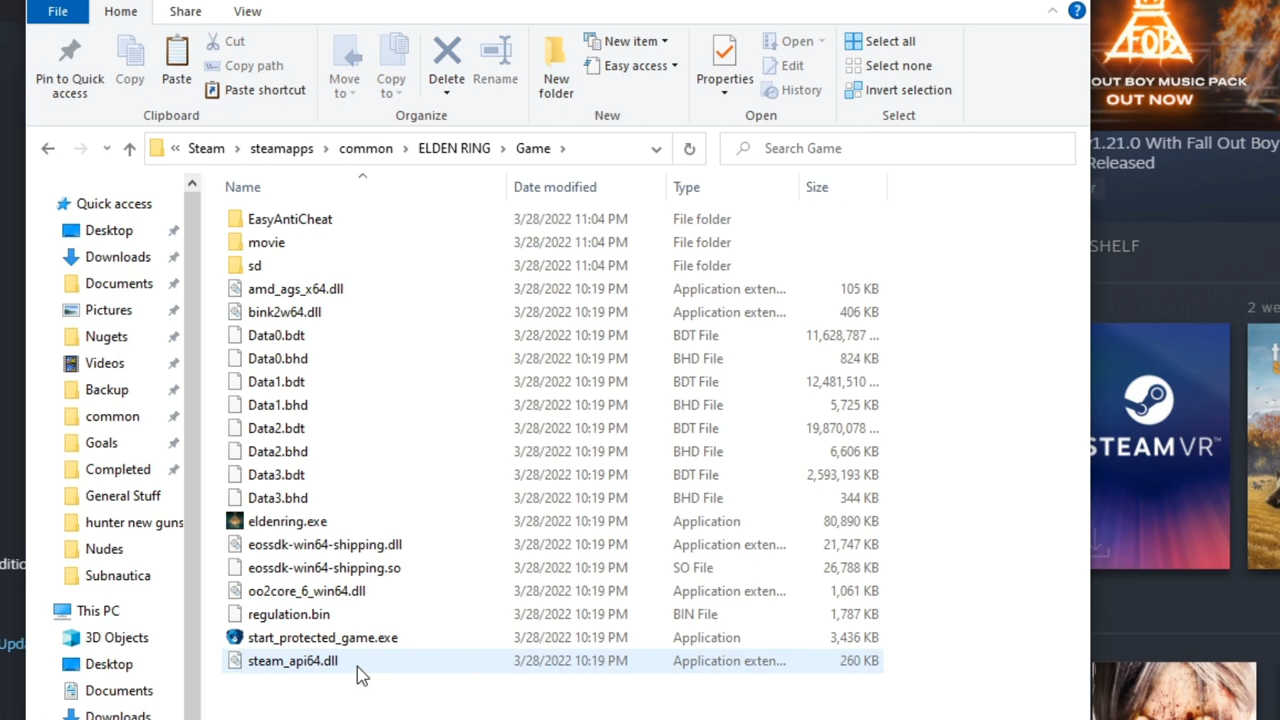 File Home Share View
Pin to Quick access
Copy
Paste
Cut
Copy path
Paste shortcut
Clipboard
Move to
Copy to
Delete
Rename
Organize
New folder
New item
Easy access
New
Properties
Open
Edit
History
Open
Select all
Select none
Invert selection
Select
« Steam > steamapps > common > ELDEN RING > Game >
Search Game
Quick access
Desktop
Downloads
Documents
Pictures
Nugets
Videos
Backup
common
Goals
Completed
General Stuff
hunter new guns
Nudes
Subnautica
This PC
3D Objects
Desktop
Documents
Downloads
Name Date modified Type Size
EasyAntiCheat 3/28/2022 11:04 PM File folder
movie 3/28/2022 11:04 PM File folder
sd 3/28/2022 11:04 PM File folder
amd_ags_x64.dll 3/28/2022 10:19 PM Application exten... 105 KB
bink2w64.dll 3/28/2022 10:19 PM Application exten... 406 KB
Data0.bdt 3/28/2022 10:19 PM BDT File 11,628,787 ...
Data0.bhd 3/28/2022 10:19 PM BHD File 824 KB
Data1.bdt 3/28/2022 10:19 PM BDT File 12,481,510 ...
Data1.bhd 3/28/2022 10:19 PM BHD File 5,725 KB
Data2.bdt 3/28/2022 10:19 PM BDT File 19,870,078 ...
Data2.bhd 3/28/2022 10:19 PM BHD File 6,606 KB
Data3.bdt 3/28/2022 10:19 PM BDT File 2,593,193 KB
Data3.bhd 3/28/2022 10:19 PM BHD File 344 KB
eldenring.exe 3/28/2022 10:19 PM Application 80,890 KB
eossdk-win64-shipping.dll 3/28/2022 10:19 PM Application exten... 21,747 KB
eossdk-win64-shipping.so 3/28/2022 10:19 PM SO File 26,788 KB
oo2core_6_win64.dll 3/28/2022 10:19 PM Application exten... 1,061 KB
regulation.bin 3/28/2022 10:19 PM BIN File 1,787 KB
start_protected_game.exe 3/28/2022 10:19 PM Application 3,436 KB
steam_api64.dll 3/28/2022 10:19 PM Application exten... 260 KB
FOB
OUT BOY MUSIC PACK
OUT NOW
1.21.0 With Fall Out Boy
Released
SHELF
2 we
STEAMVR™
ditio
Upda